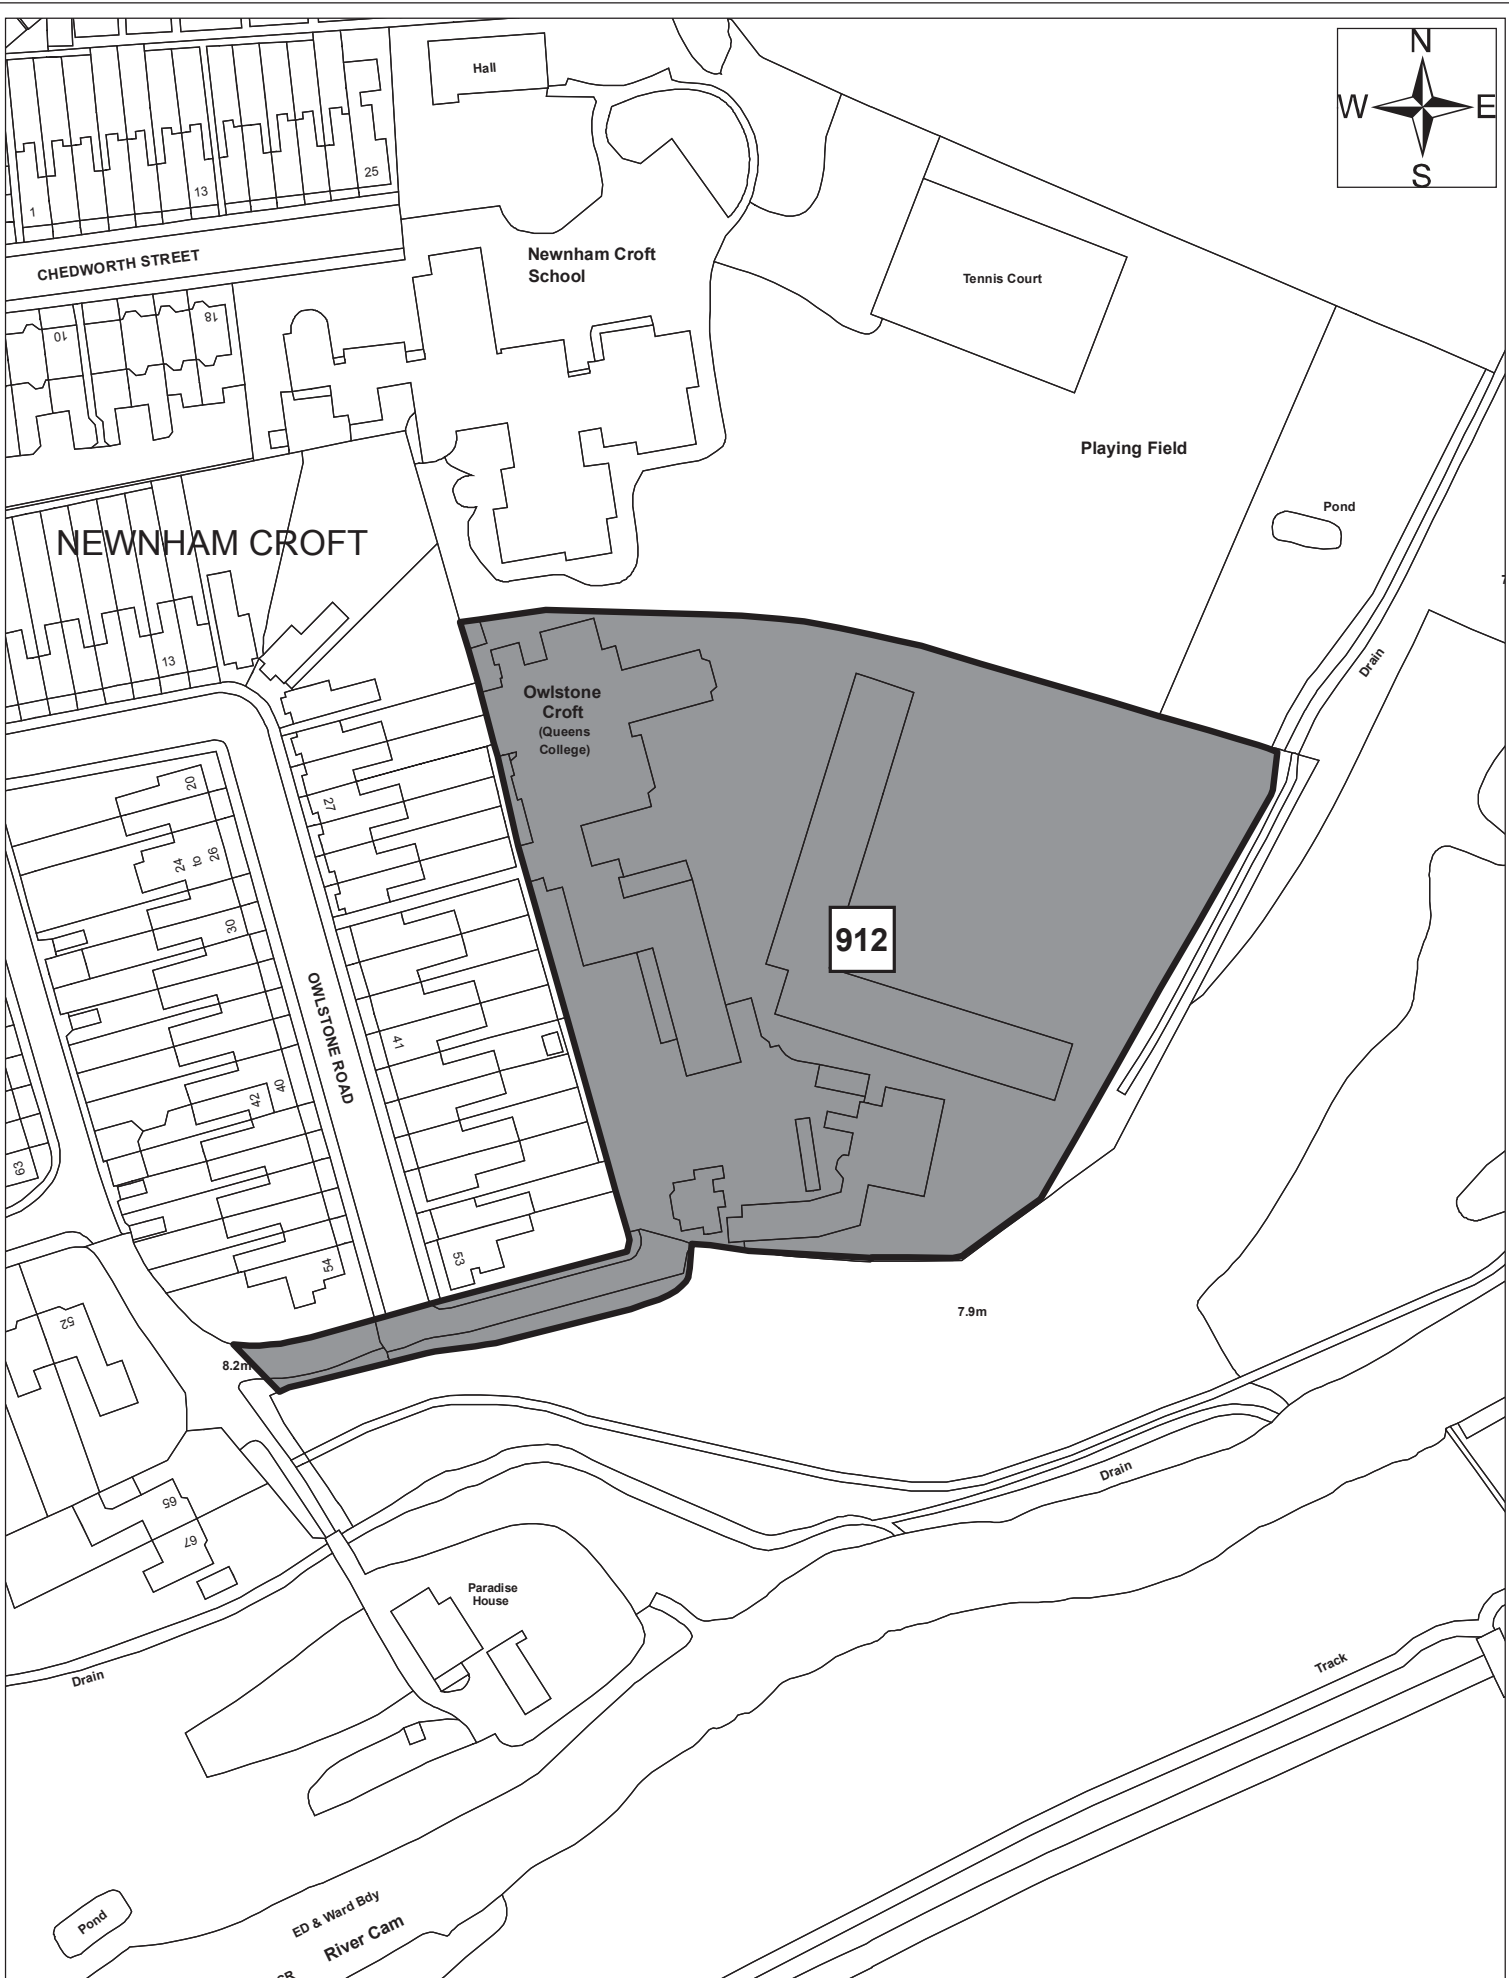 N
W E
S
Hall
1
13
25
CHEDWORTH STREET
Newnham Croft
School
Tennis Court
10
18
Playing Field
Pond
NEWNHAM CROFT
13
Drain
Owlstone
Croft
(Queens
College)
20
27
24
to
26
912
30
OWLSTONE ROAD
41
40
42
63
53
54
7.9m
52
8.2m
Drain
65
67
Paradise
House
Drain
Track
Pond
ED & Ward Bdy
River Cam